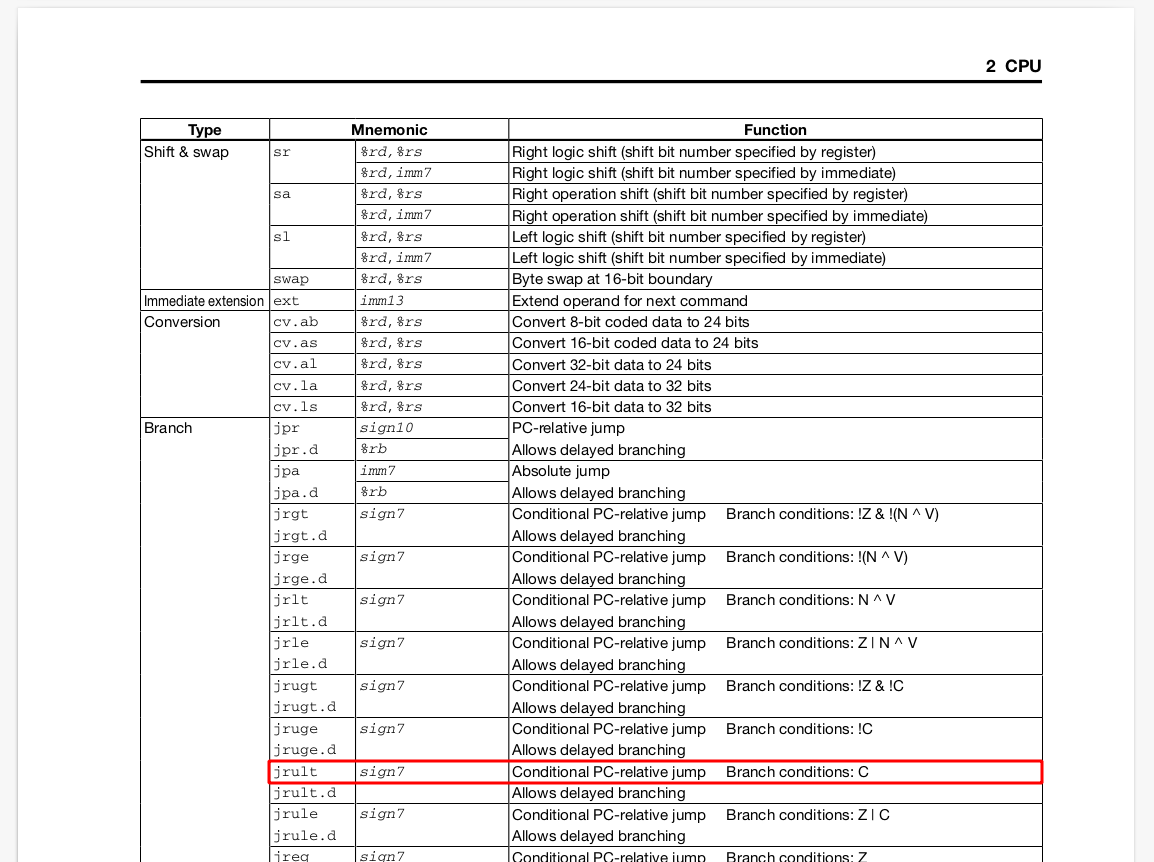 2 CPU
Type Mnemonic Function
Shift & swap sr %rd,%rs Right logic shift (shift bit number specified by register)
%rd,imm7 Right logic shift (shift bit number specified by immediate)
sa %rd,%rs Right operation shift (shift bit number specified by register)
%rd,imm7 Right operation shift (shift bit number specified by immediate)
sl %rd,%rs Left logic shift (shift bit number specified by register)
%rd,imm7 Left logic shift (shift bit number specified by immediate)
swap %rd,%rs Byte swap at 16-bit boundary
Immediate extension ext imm13 Extend operand for next command
Conversion cv.ab %rd,%rs Convert 8-bit coded data to 24 bits
cv.as %rd,%rs Convert 16-bit coded data to 24 bits
cv.al %rd,%rs Convert 32-bit data to 24 bits
cv.la %rd,%rs Convert 24-bit data to 32 bits
cv.ls %rd,%rs Convert 16-bit data to 32 bits
Branch jpr sign10 PC-relative jump
jpr.d %rb Allows delayed branching
jpa imm7 Absolute jump
jpa.d %rb Allows delayed branching
jrgt sign7 Conditional PC-relative jump Branch conditions: !Z & !(N ^ V)
jrgt.d Allows delayed branching
jrge sign7 Conditional PC-relative jump Branch conditions: !(N ^ V)
jrge.d Allows delayed branching
jrlt sign7 Conditional PC-relative jump Branch conditions: N ^ V
jrlt.d Allows delayed branching
jrle sign7 Conditional PC-relative jump Branch conditions: Z | N ^ V
jrle.d Allows delayed branching
jrugt sign7 Conditional PC-relative jump Branch conditions: !Z & !C
jrugt.d Allows delayed branching
jruge sign7 Conditional PC-relative jump Branch conditions: !C
jruge.d Allows delayed branching
jrult sign7 Conditional PC-relative jump Branch conditions: C
jrult.d Allows delayed branching
jrule sign7 Conditional PC-relative jump Branch conditions: Z | C
jrule.d Allows delayed branching
jreq sign7 Conditional PC-relative jump Branch conditions: Z